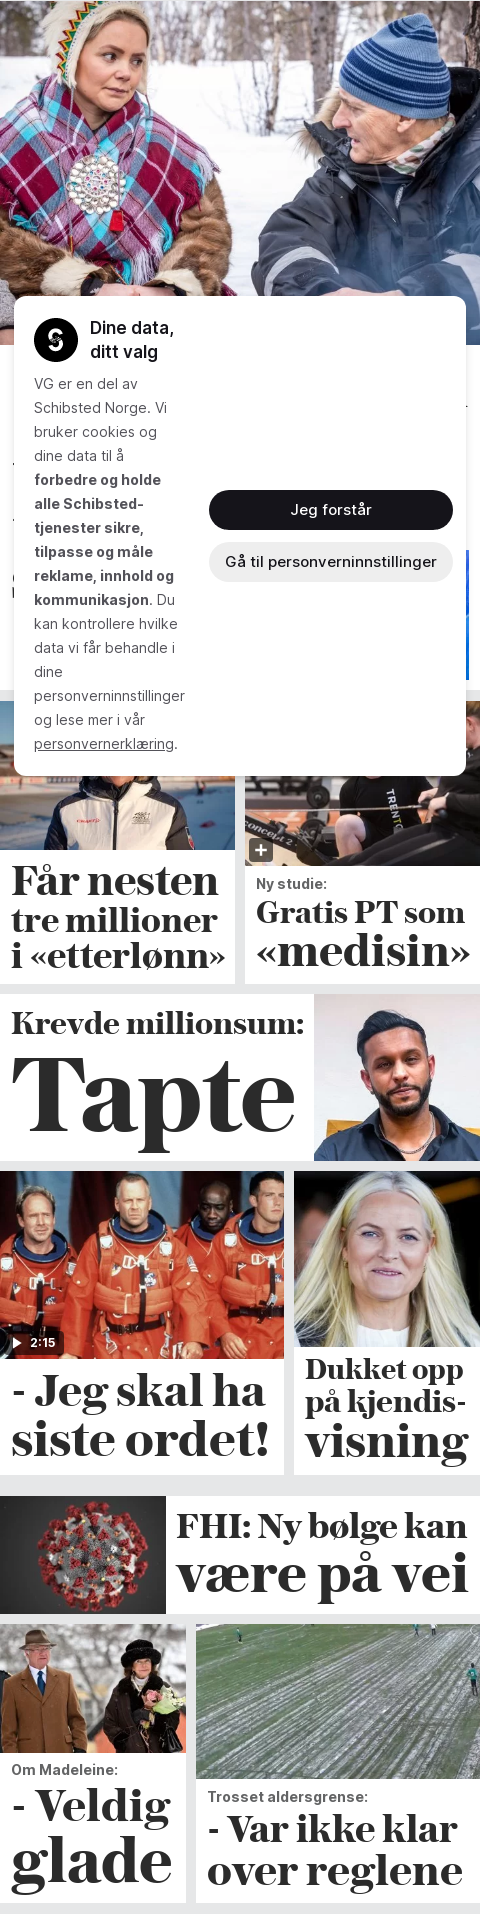 Dine data,
ditt valg
VG er en del av
Schibsted Norge. Vi
bruker cookies og
dine data til å
forbedre og holde
alle Schibsted-
tjenester sikre,
tilpasse og måle
reklame, innhold og
kommunikasjon. Du
kan kontrollere hvilke
data vi får behandle i
dine
personverninnstillinger
og lese mer i vår
personvernerklæring.
Jeg forstår
Gå til personverninnstillinger
Får nesten
tre millioner
i «etterlønn»
Ny studie:
Gratis PT som
«medisin»
Krevde millionsum:
Tapte
2:15
- Jeg skal ha
siste ordet!
Dukket opp
på kjendis-
visning
FHI: Ny bølge kan
være på vei
Om Madeleine:
- Veldig
glade
Trosset aldersgrense:
- Var ikke klar
over reglene